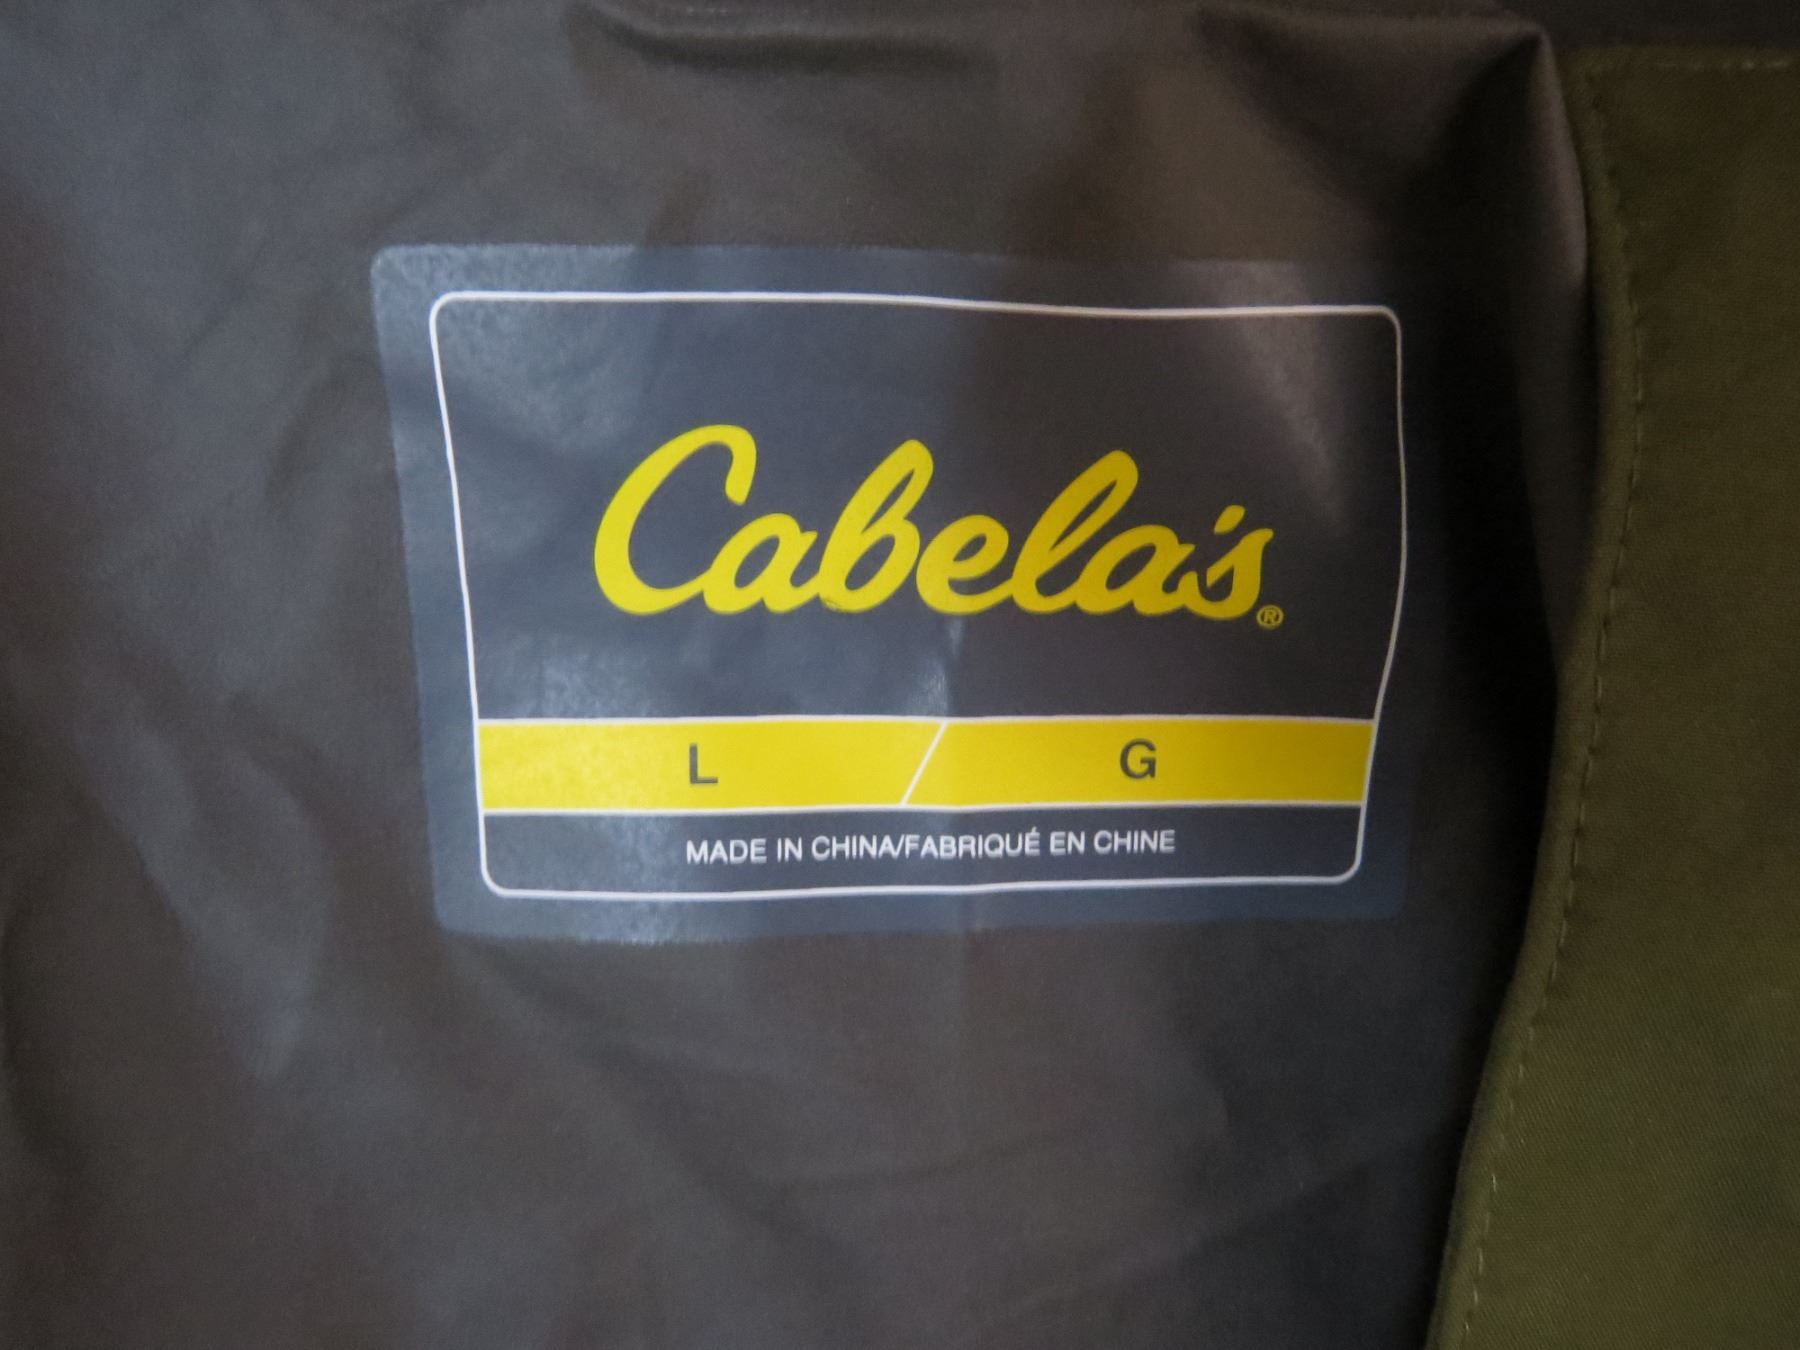 Cabela's®
L / G
MADE IN CHINA/FABRIQUÉ EN CHINE